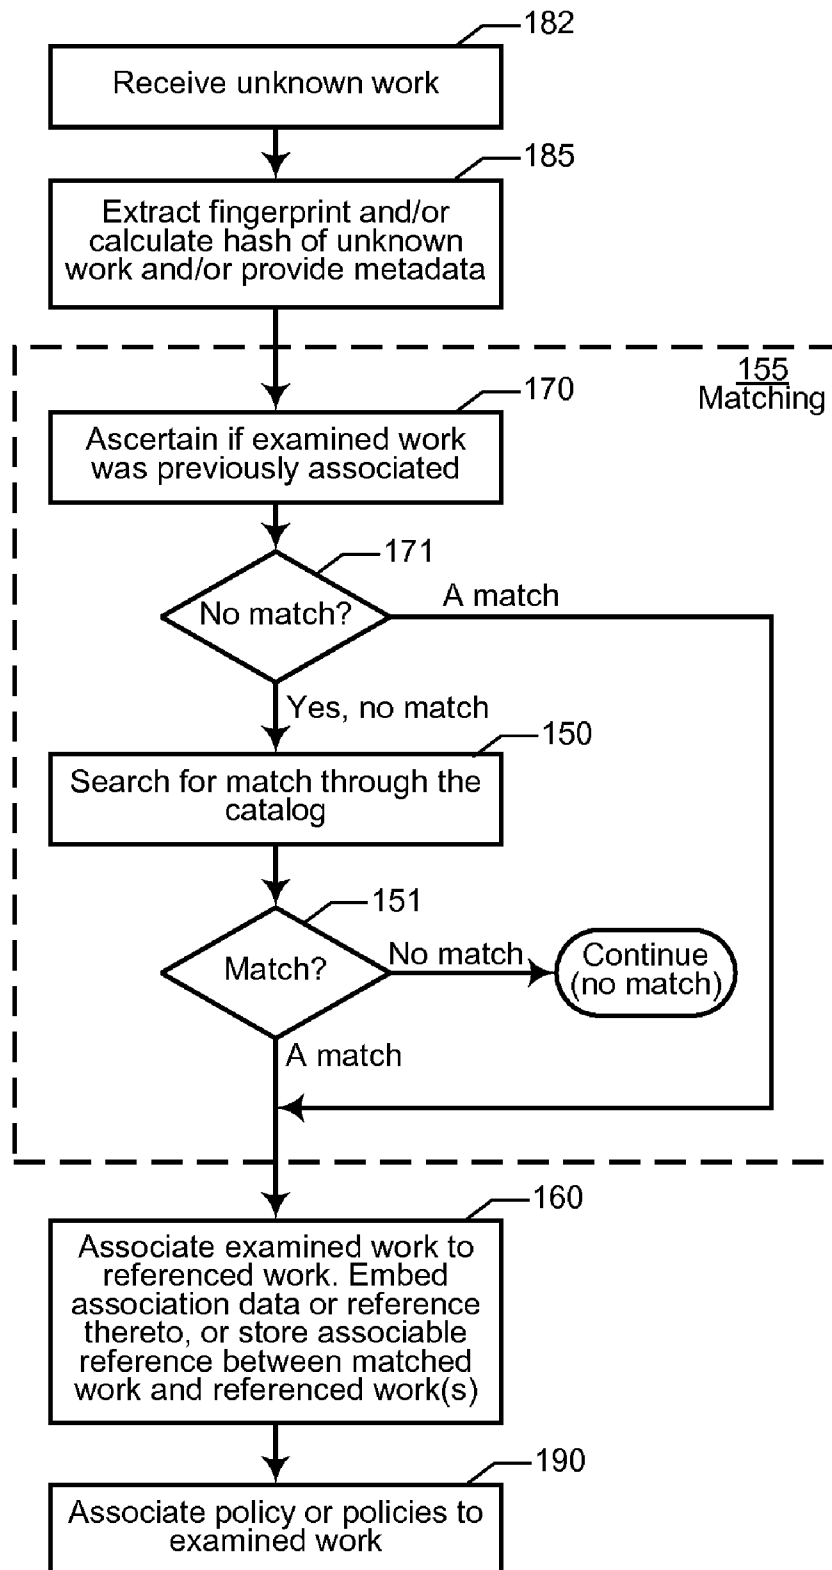 182
Receive unknown work
185
Extract fingerprint and/or
calculate hash of unknown
work and/or provide metadata
155
Matching
170
Ascertain if examined work
was previously associated
171
No match?
A match
Yes, no match
150
Search for match through the
catalog
151
Match?
No match
Continue
(no match)
A match
160
Associate examined work to
referenced work. Embed
association data or reference
thereto, or store associable
reference between matched
work and referenced work(s)
190
Associate policy or policies to
examined work